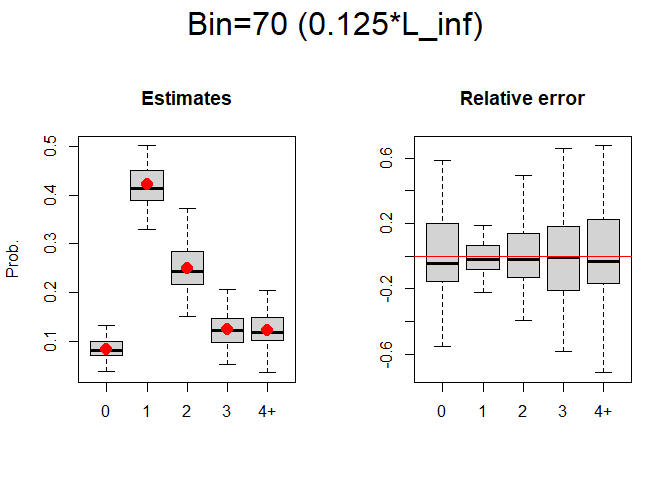 Bin=70 (0.125*L_inf)
Estimates
Relative error
Prob.
0.5
0.4
0.3
0.2
0.1
0 1 2 3 4+
0.6
0.2
-0.2
-0.6
0 1 2 3 4+